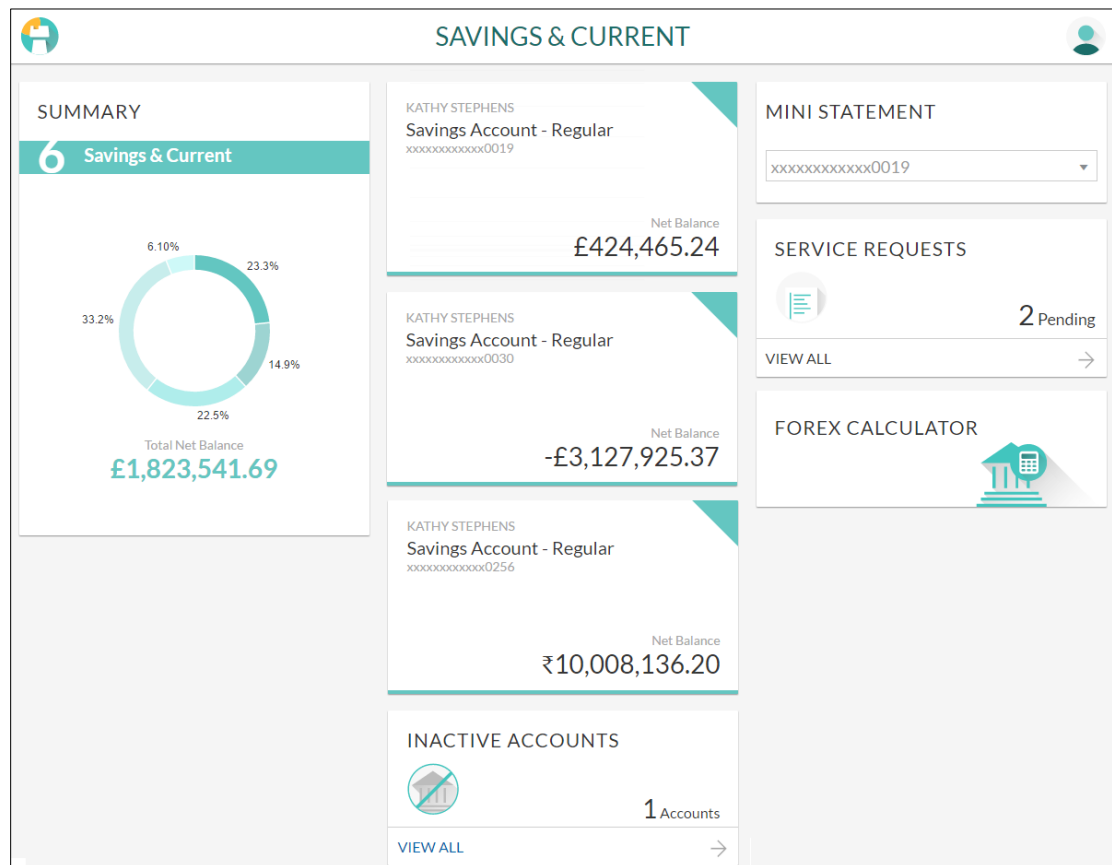 SAVINGS & CURRENT
SUMMARY
6 Savings & Current
6.10%
23.3%
33.2%
14.9%
22.5%
Total Net Balance
£1,823,541.69
KATHY STEPHENS
Savings Account - Regular
xxxxxxxxxxxx0019
Net Balance
£424,465.24
KATHY STEPHENS
Savings Account - Regular
xxxxxxxxxxxx0030
Net Balance
-£3,127,925.37
KATHY STEPHENS
Savings Account - Regular
xxxxxxxxxxxx0256
Net Balance
₹10,008,136.20
INACTIVE ACCOUNTS
1 Accounts
VIEW ALL
MINI STATEMENT
xxxxxxxxxxxx0019
SERVICE REQUESTS
2 Pending
VIEW ALL
FOREX CALCULATOR